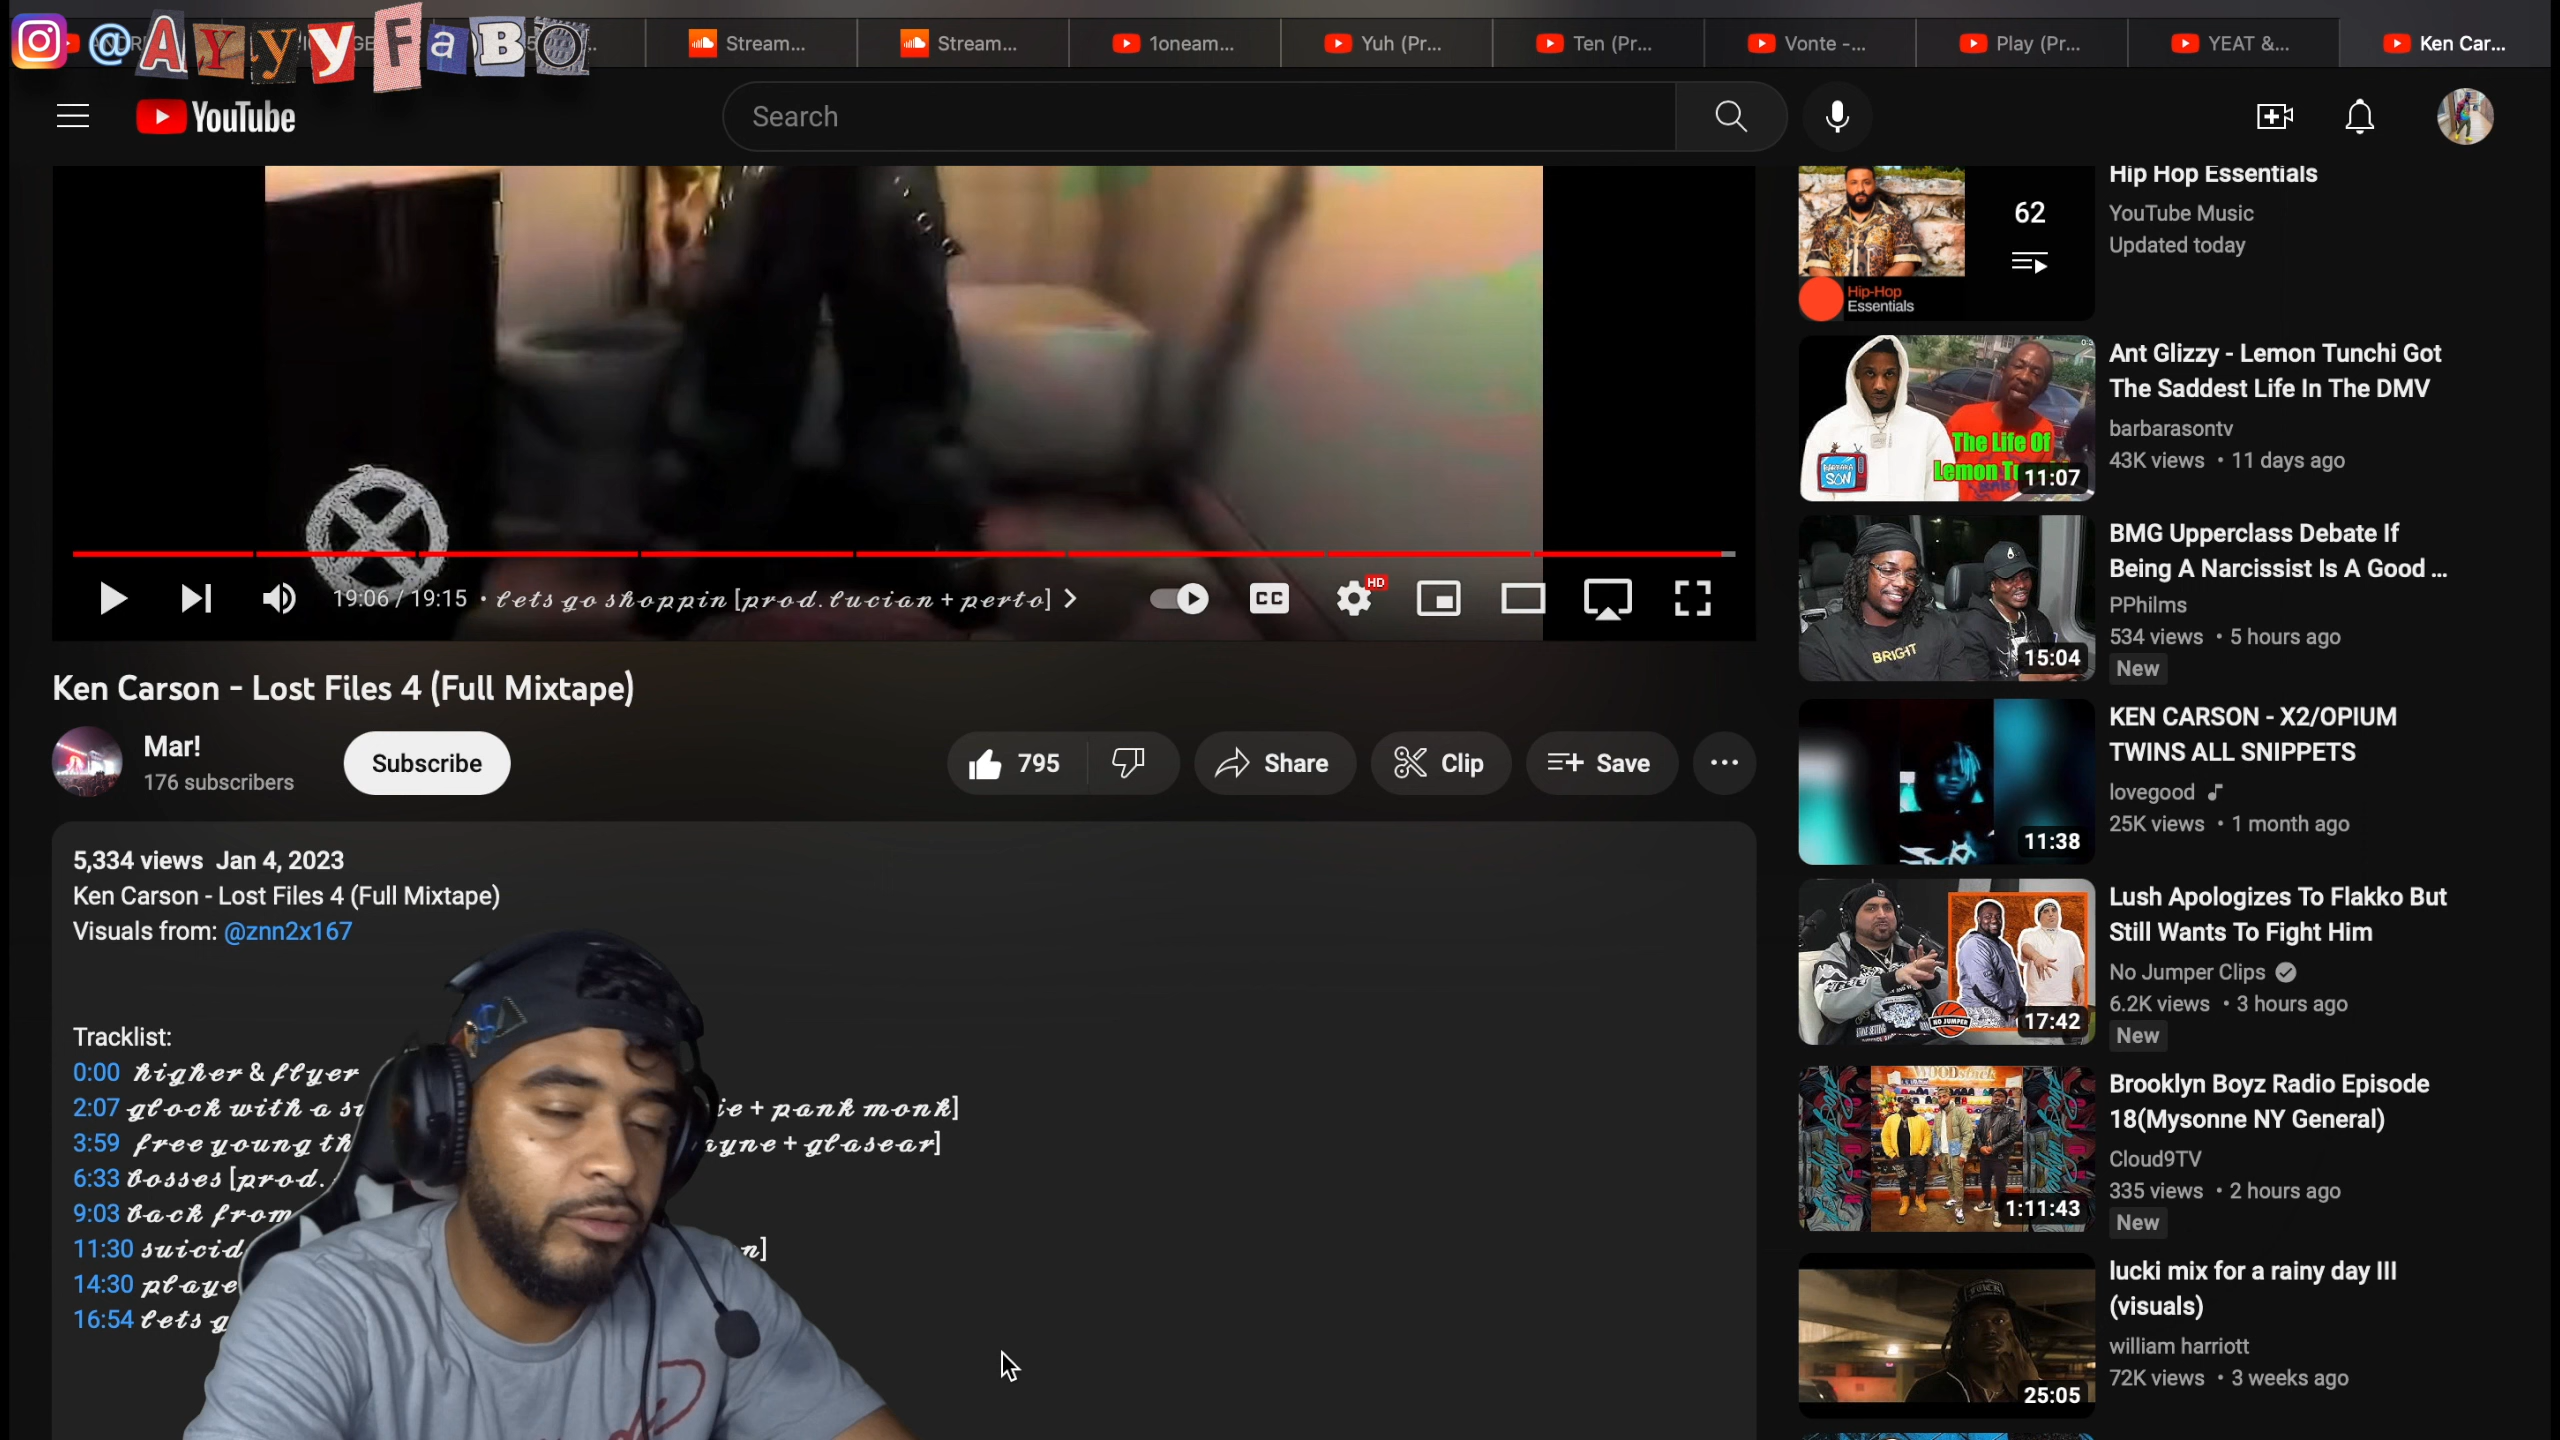 @AyyyFaBo
Stream...
Stream...
1oneam...
Yuh (Pr...
Ten (Pr...
Vonte -...
Play (Pr...
YEAT &...
Ken Car...
YouTube
Search
19:06 / 19:15 • lets go shoppin [prod. lucian + perto]
CC
HD
Ken Carson - Lost Files 4 (Full Mixtape)
Mar!
176 subscribers
Subscribe
795
Share
Clip
Save
5,334 views Jan 4, 2023
Ken Carson - Lost Files 4 (Full Mixtape)
Visuals from: @znn2x167
Tracklist:
0:00 higher & flyer
2:07 glock with a + pank monk]
3:59 free young + glasear]
6:33 bosses [prod.
9:03 back from
11:30
14:30
16:54 lets
Hip Hop Essentials
YouTube Music
Updated today
62
Hip-Hop
Essentials
Ant Glizzy - Lemon Tunchi Got
The Saddest Life In The DMV
barbarasontv
43K views • 11 days ago
The Life Of
Lemon
BARBARA
SON
11:07
BMG Upperclass Debate If
Being A Narcissist Is A Good ...
PPhilms
534 views • 5 hours ago
New
BRIGHT
15:04
KEN CARSON - X2/OPIUM
TWINS ALL SNIPPETS
lovegood
25K views • 1 month ago
11:38
Lush Apologizes To Flakko But
Still Wants To Fight Him
No Jumper Clips
6.2K views • 3 hours ago
New
NO JUMPER
17:42
Brooklyn Boyz Radio Episode
18(Mysonne NY General)
Cloud9TV
335 views • 2 hours ago
New
1:11:43
lucki mix for a rainy day III
(visuals)
william harriott
72K views • 3 weeks ago
25:05